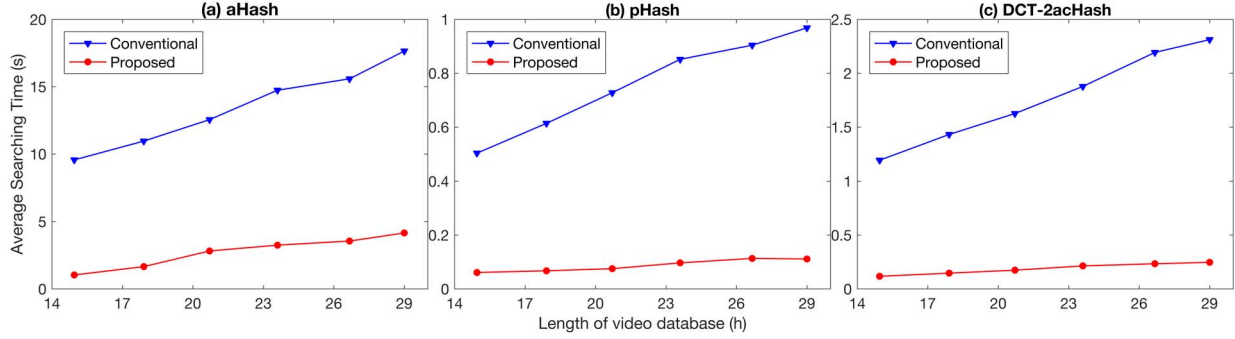 (a) aHash
(b) pHash
(c) DCT-2acHash
Average Searching Time (s)
20
15
10
5
0
Conventional
Proposed
14 17 20 23 26 29
1
0.8
0.6
0.4
0.2
0
Conventional
Proposed
14 17 20 23 26 29
2.5
2
1.5
1
0.5
0
Conventional
Proposed
14 17 20 23 26 29
Length of video database (h)